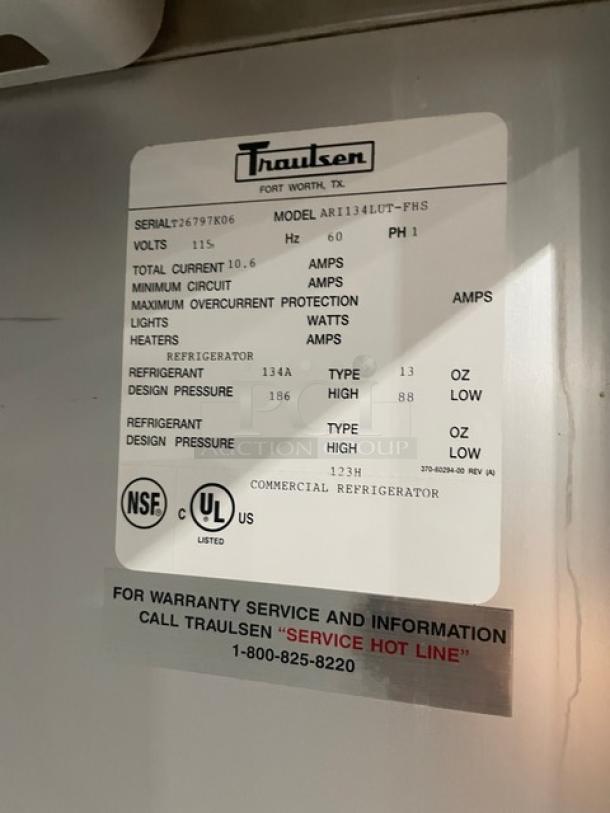 Traulsen
FORT WORTH, TX.
SERIAL T26797K06 MODEL ARI134LUT-FHS
VOLTS 115 Hz 60 PH 1
TOTAL CURRENT 10.6 AMPS
MINIMUM CIRCUIT AMPS
MAXIMUM OVERCURRENT PROTECTION AMPS
LIGHTS WATTS
HEATERS AMPS
REFRIGERATOR
REFRIGERANT 134A TYPE 13 OZ
DESIGN PRESSURE 186 HIGH 88 LOW
REFRIGERANT TYPE OZ
DESIGN PRESSURE HIGH LOW
PCI AUCTION GROUP
123H 370-60294-00 REV (A)
COMMERCIAL REFRIGERATOR
NSF® C UL® US
LISTED
FOR WARRANTY SERVICE AND INFORMATION
CALL TRAULSEN "SERVICE HOT LINE"
1-800-825-8220